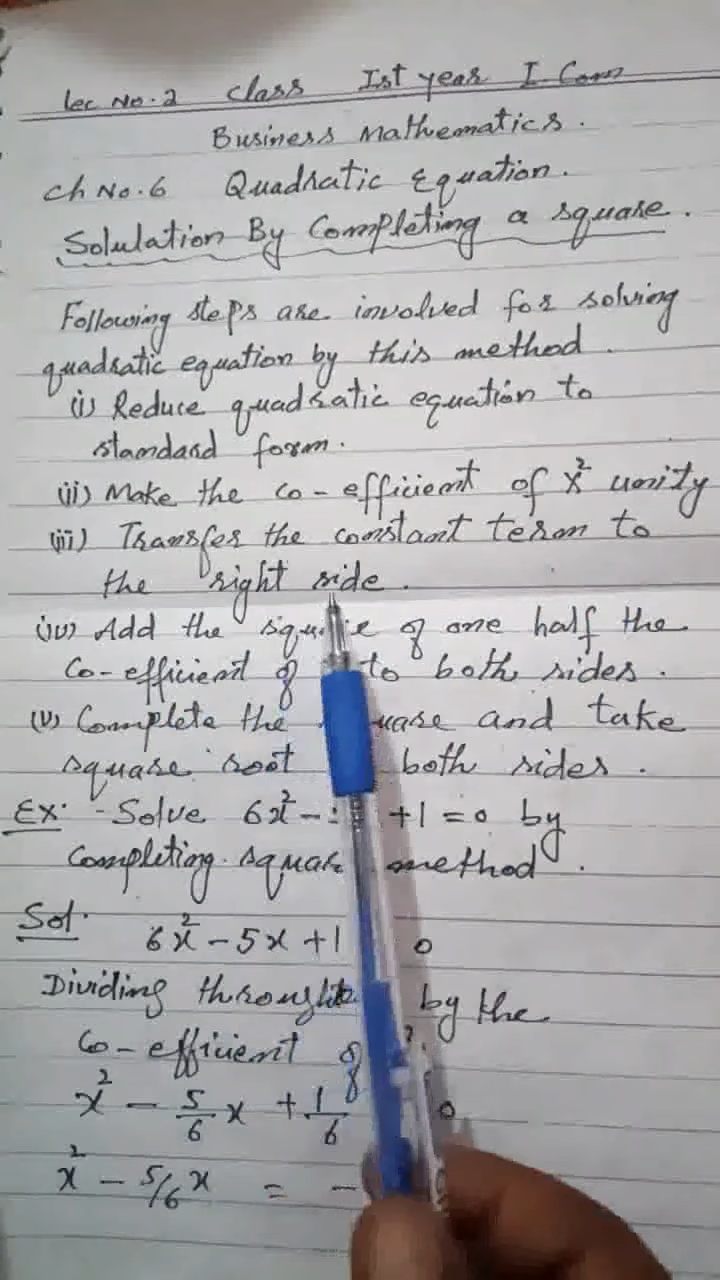 Lec No.2 Class Ist year I Com
Business Mathematics.
Ch No.6 Quadratic Equation.
Solulation By Completing a square.
Following steps are involved for solving
quadratic equation by this method.
(i) Reduce quadratic equation to
standard form.
(ii) Make the co-efficient of x² unity
(iii) Transfer the constant term to
the right side.
(iv) Add the square of one half the
Co-efficient of to both sides.
(v) Complete the square and take
square root both sides.
Ex:- Solve 6x² - +1 = 0 by
Completing square method.
Sol. 6x² - 5x + 1 0
Dividing throught by the
Co-efficient of
x² - 5/6 x + 1/6 0
x² - 5/6 x = -